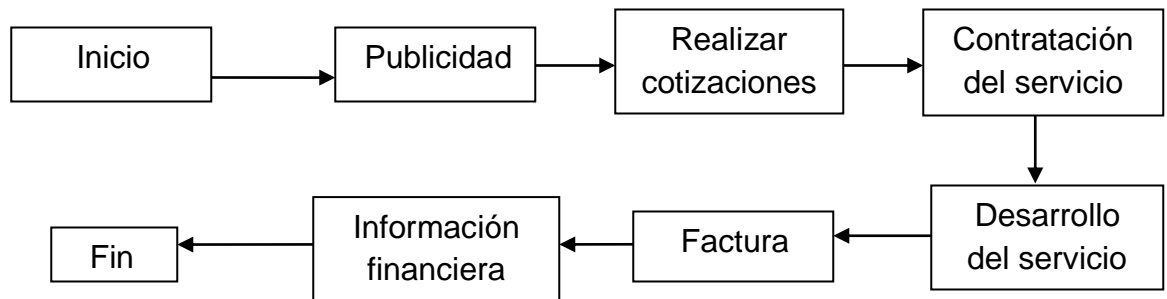 Inicio
Publicidad
Realizar
cotizaciones
Contratación
del servicio
Desarrollo
del servicio
Factura
Información
financiera
Fin